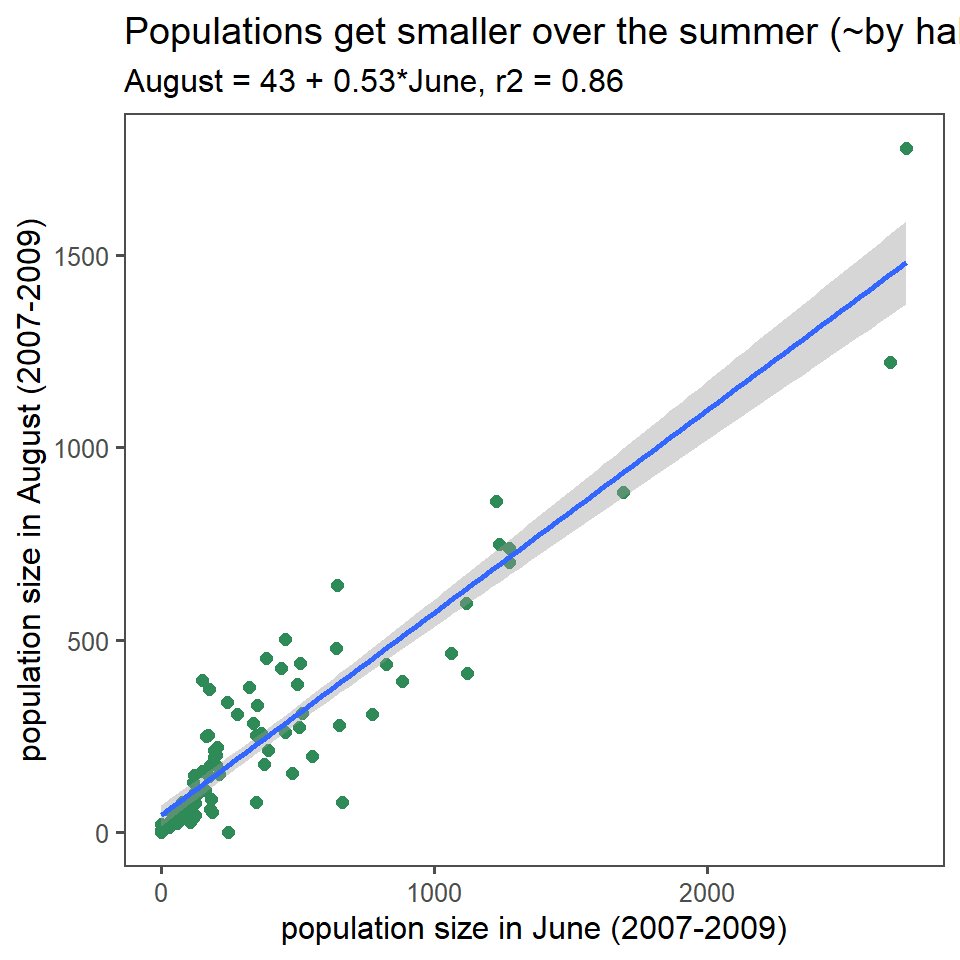 Populations get smaller over the summer (~by hal
August = 43 + 0.53*June, r2 = 0.86
population size in August (2007-2009)
1500
1000
500
0
0 1000 2000
population size in June (2007-2009)